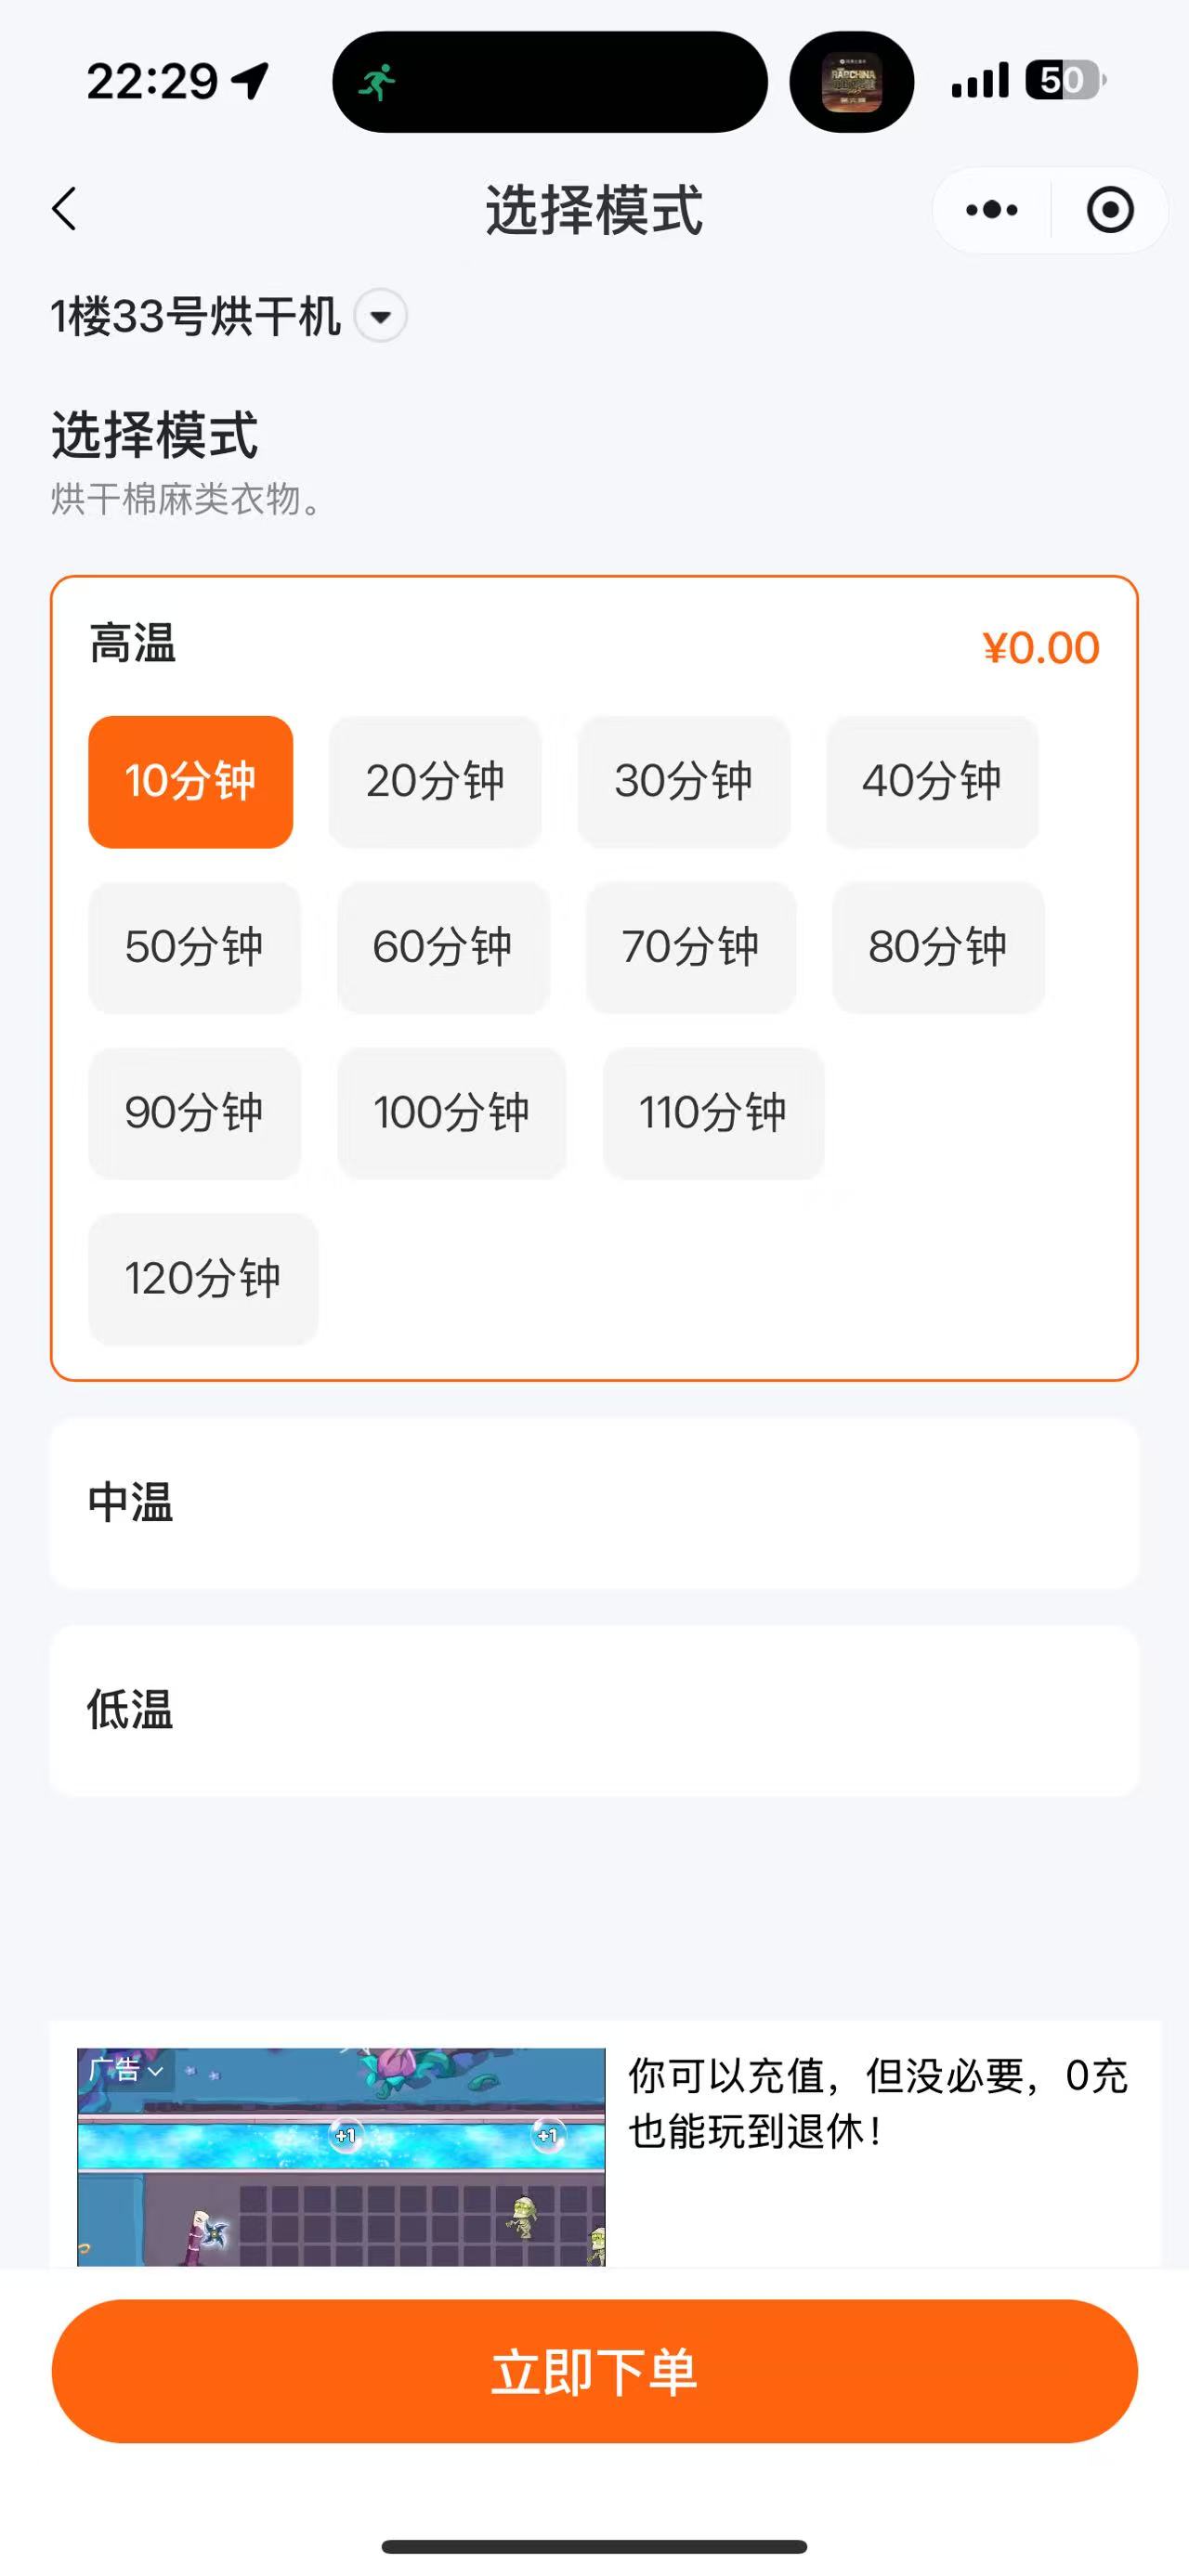 22:29
50
选择模式
1楼33号烘干机
选择模式
烘干棉麻类衣物。
高温 ¥0.00
10分钟 20分钟 30分钟 40分钟
50分钟 60分钟 70分钟 80分钟
90分钟 100分钟 110分钟
120分钟
中温
低温
广告
你可以充值，但没必要，0充
也能玩到退休！
+1 +1
立即下单